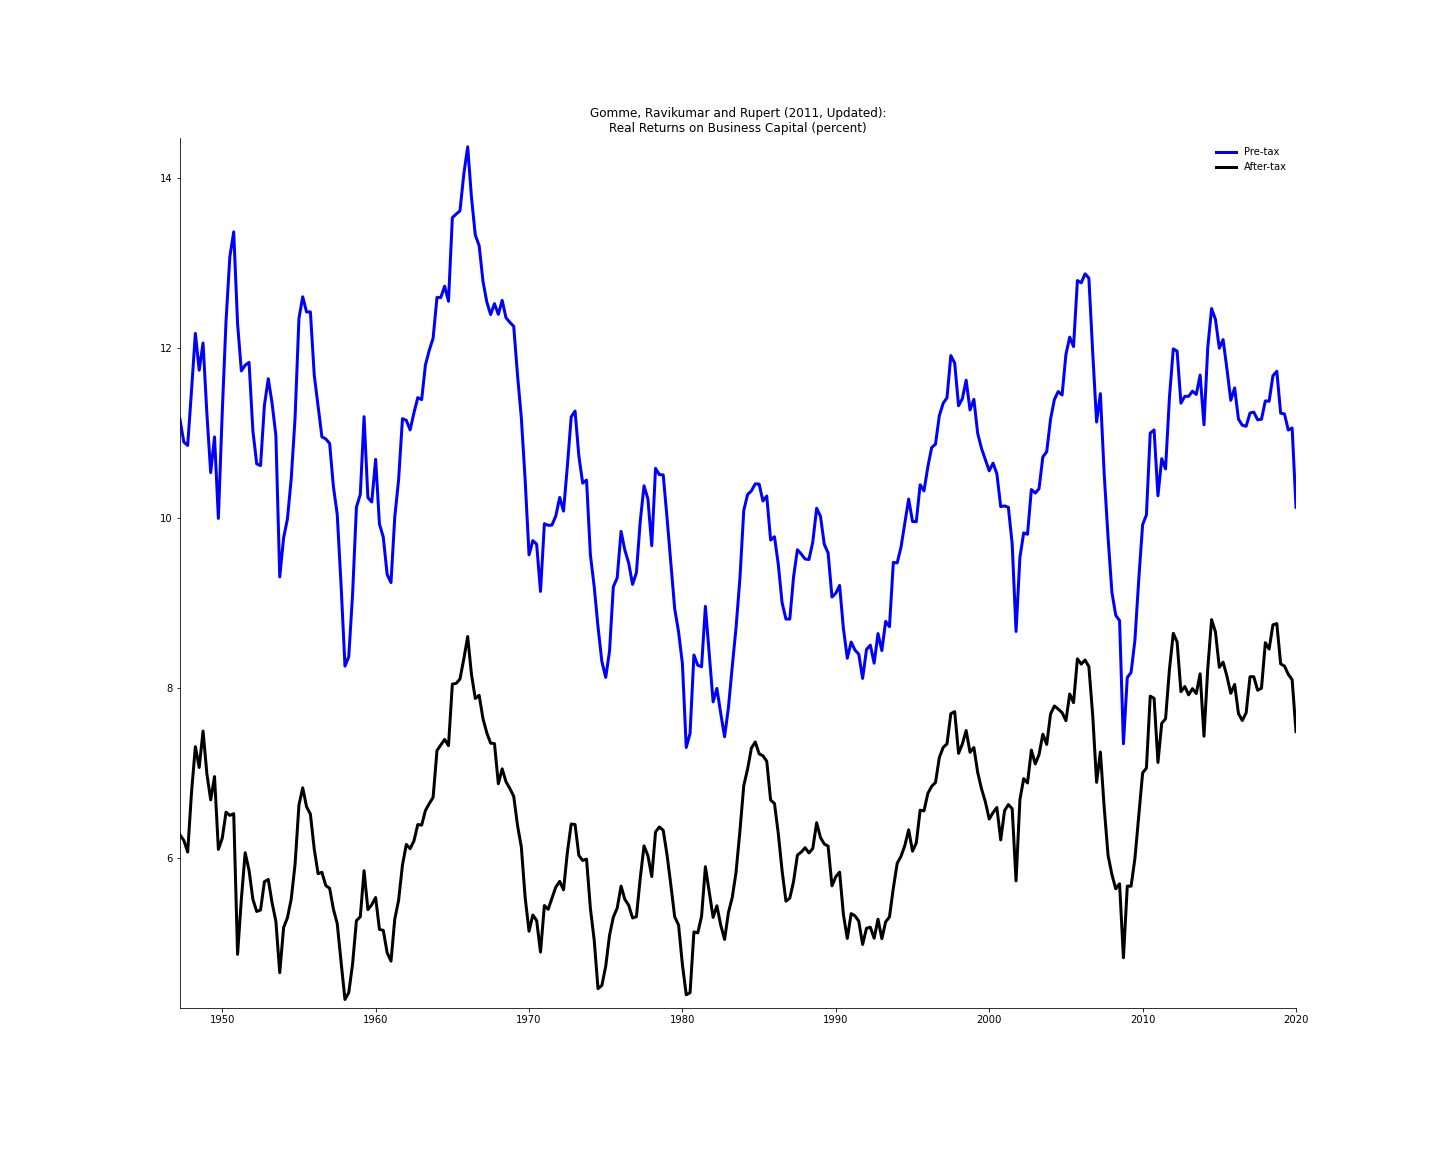 Gomme, Ravikumar and Rupert (2011, Updated):
Real Returns on Business Capital (percent)
Pre-tax
After-tax
14
12
10
8
6
1950 1960 1970 1980 1990 2000 2010 2020